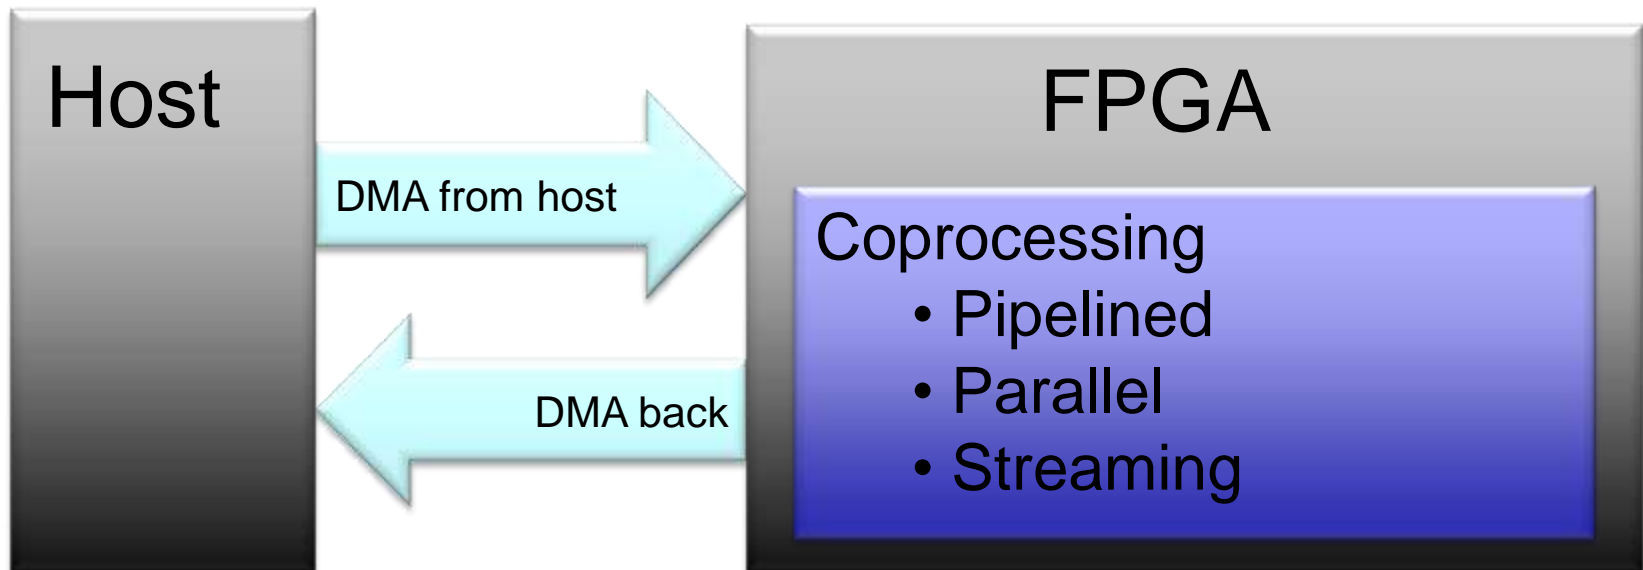 Host
FPGA
DMA from host
Coprocessing
• Pipelined
• Parallel
• Streaming
DMA back